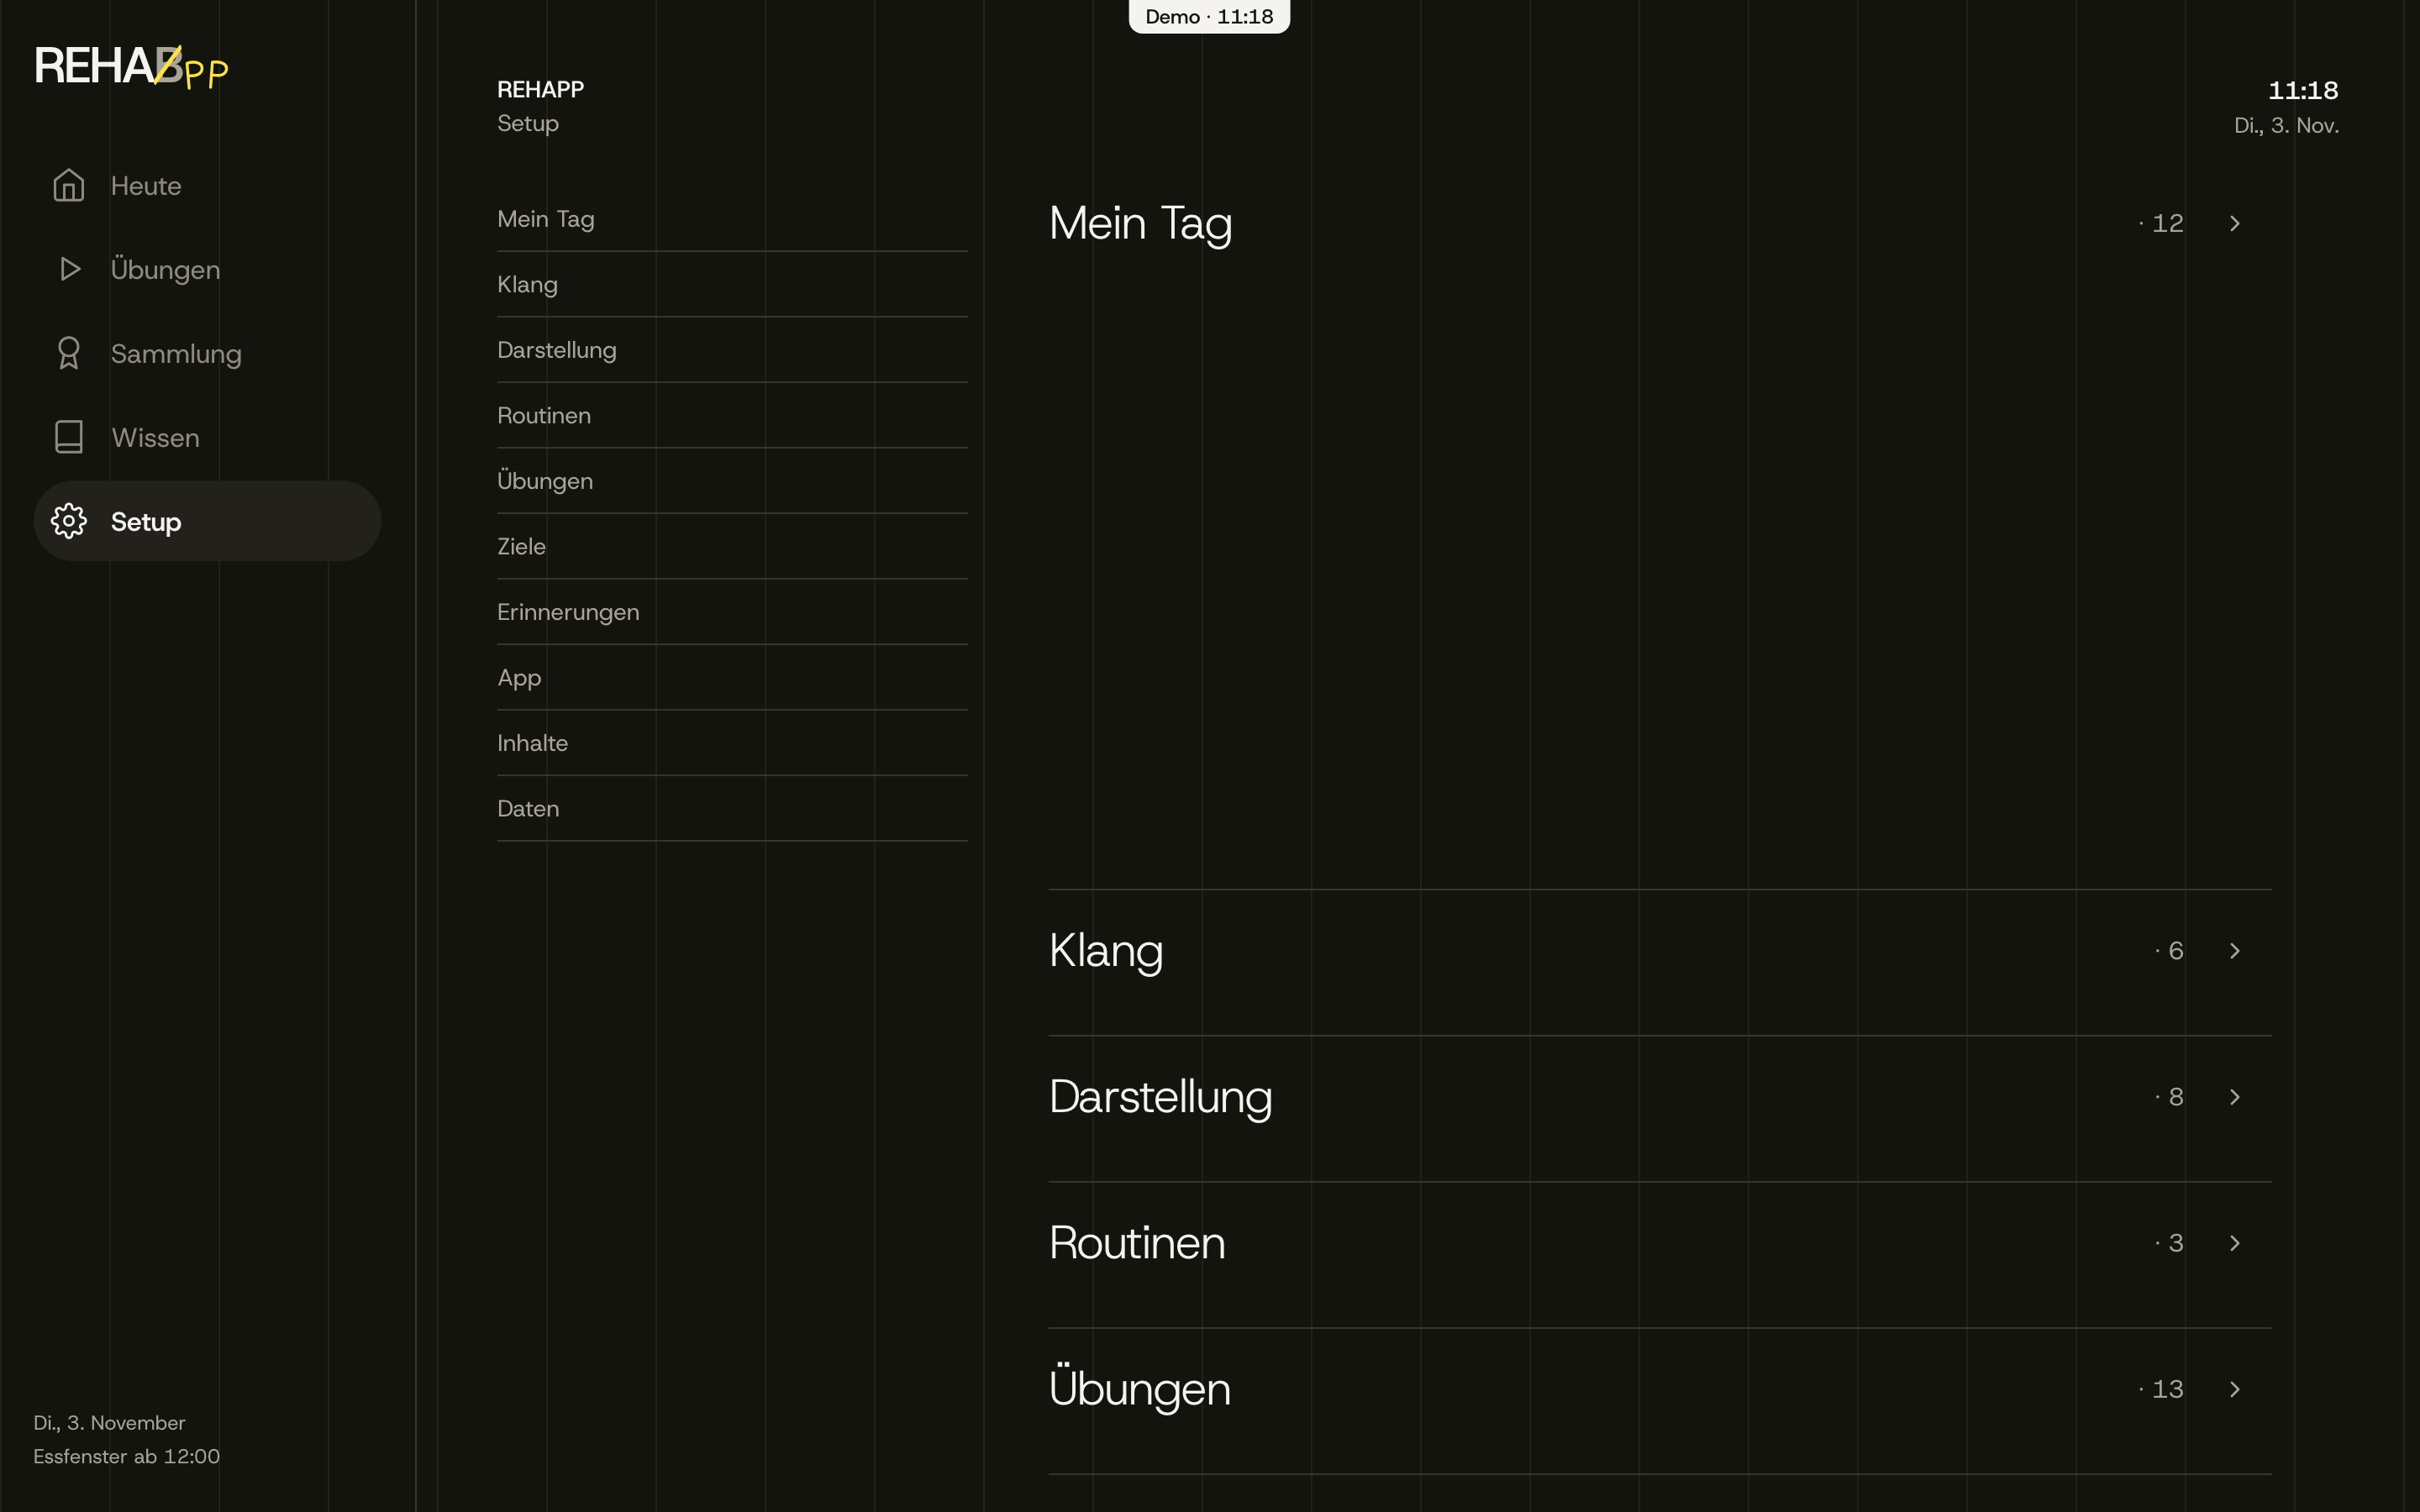 Demo · 11:18
REHABPP
Heute
Übungen
Sammlung
Wissen
Setup
Di., 3. November
Essfenster ab 12:00
REHAPP
Setup
11:18
Di., 3. Nov.
Mein Tag
Klang
Darstellung
Routinen
Übungen
Ziele
Erinnerungen
App
Inhalte
Daten
Mein Tag · 12
Klang · 6
Darstellung · 8
Routinen · 3
Übungen · 13